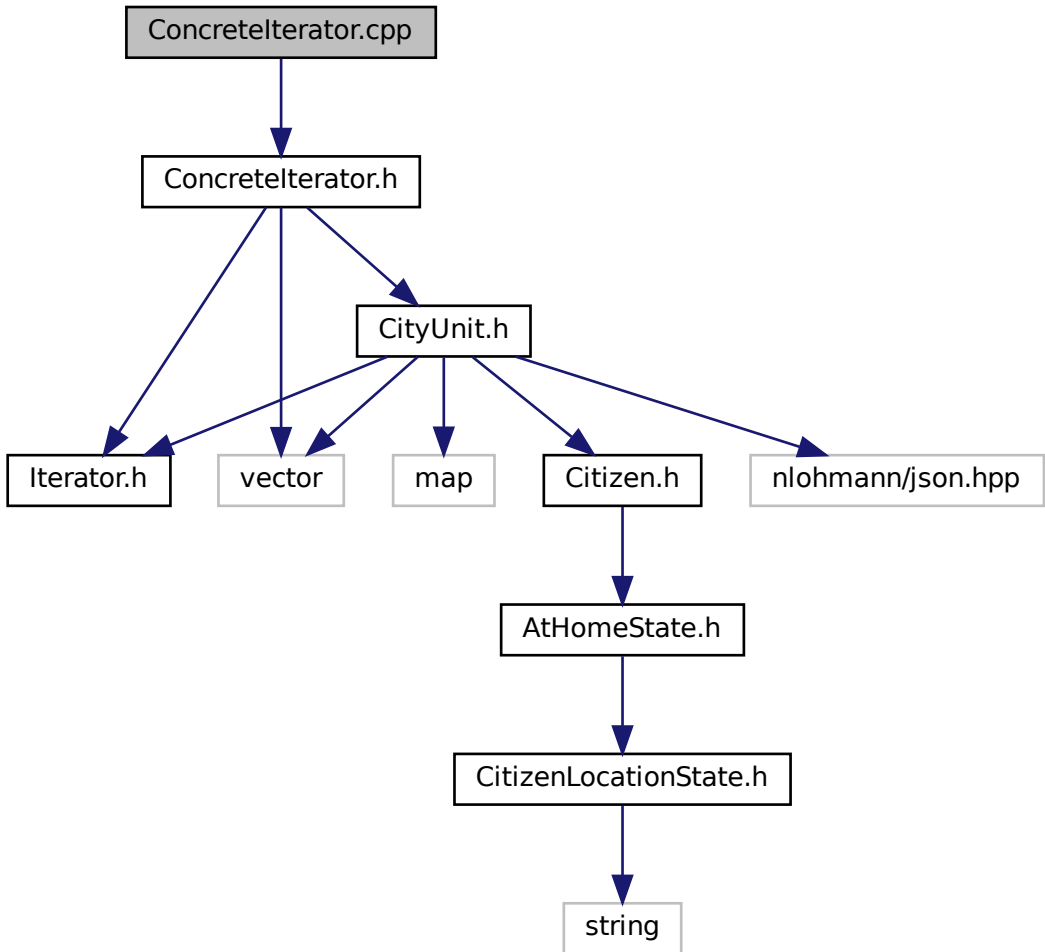 ConcreteIterator.cpp
ConcreteIterator.h
CityUnit.h
Iterator.h
vector
map
Citizen.h
nlohmann/json.hpp
AtHomeState.h
CitizenLocationState.h
string